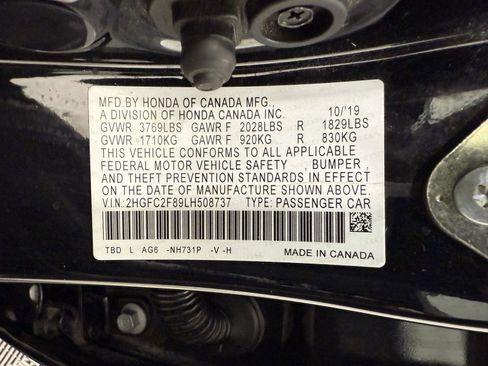 MFD.BY HONDA OF CANADA MFG.,
A DIVISION OF HONDA CANADA INC. 10/'19
GVWR 3769LBS GAWR F 2028LBS R 1829LBS
GVWR 1710KG GAWR F 920KG R 830KG
THIS VEHICLE CONFORMS TO ALL APPLICABLE
FEDERAL MOTOR VEHICLE SAFETY , BUMPER ,
AND THEFT PREVENTION STANDARDS IN EFFECT
ON THE DATE OF MANUFACTURE SHOWN ABOVE.
V.I.N: 2HGFC2F89LH508737 TYPE: PASSENGER CAR
TBD L AG6 -NH731P -V -H
MADE IN CANADA